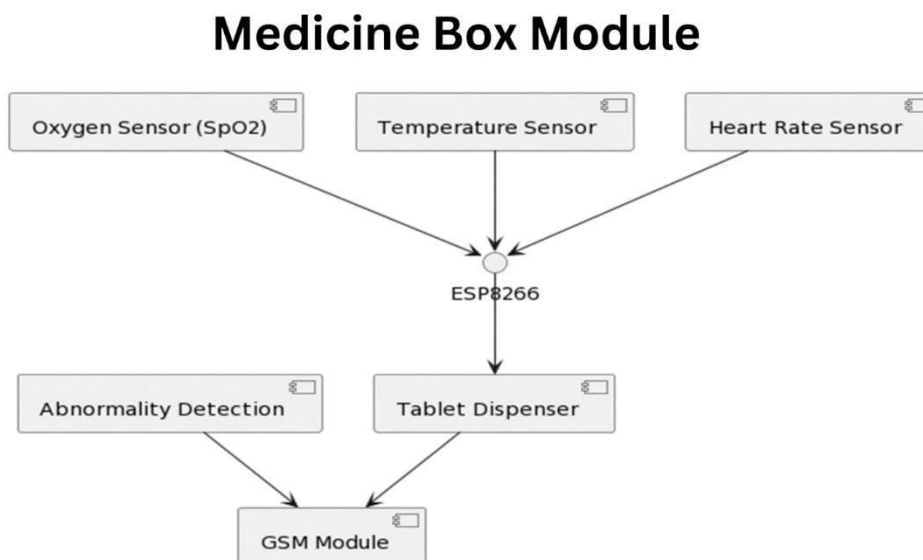 Medicine Box Module
Oxygen Sensor (SpO2)
Temperature Sensor
Heart Rate Sensor
ESP8266
Abnormality Detection
Tablet Dispenser
GSM Module